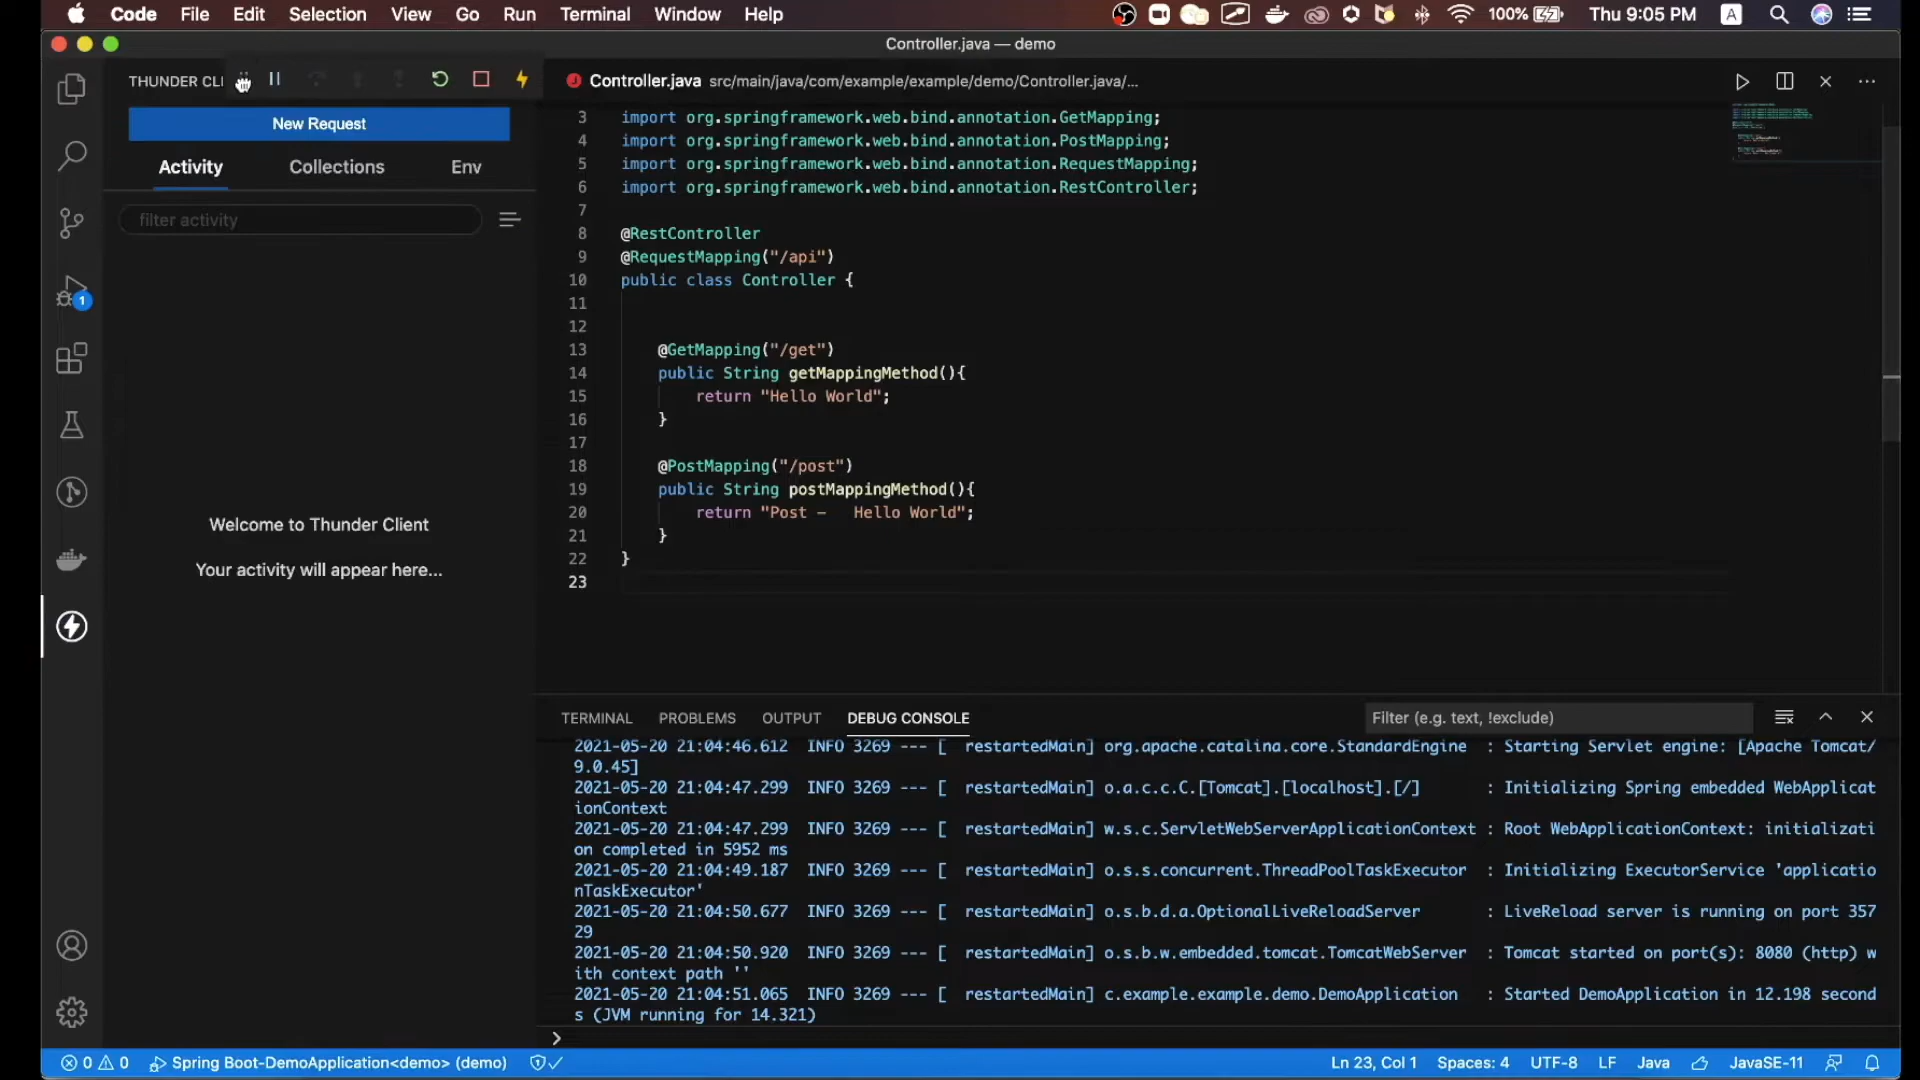 Code File Edit Selection View Go Run Terminal Window Help 100% Thu 9:05 PM A
Controller.java — demo
THUNDER CLI
New Request
Activity Collections Env
filter activity
Welcome to Thunder Client
Your activity will appear here...
1
Controller.java src/main/java/com/example/example/demo/Controller.java/...
3 import org.springframework.web.bind.annotation.GetMapping;
4 import org.springframework.web.bind.annotation.PostMapping;
5 import org.springframework.web.bind.annotation.RequestMapping;
6 import org.springframework.web.bind.annotation.RestController;
7
8 @RestController
9 @RequestMapping("/api")
10 public class Controller {
11
12
13 @GetMapping("/get")
14 public String getMappingMethod(){
15 return "Hello World";
16 }
17
18 @PostMapping("/post")
19 public String postMappingMethod(){
20 return "Post -   Hello World";
21 }
22 }
23
TERMINAL PROBLEMS OUTPUT DEBUG CONSOLE Filter (e.g. text, !exclude)
2021-05-20 21:04:46.612  INFO 3269 --- [  restartedMain] org.apache.catalina.core.StandardEngine  : Starting Servlet engine: [Apache Tomcat/
9.0.45]
2021-05-20 21:04:47.299  INFO 3269 --- [  restartedMain] o.a.c.c.C.[Tomcat].[localhost].[/]       : Initializing Spring embedded WebApplicat
ionContext
2021-05-20 21:04:47.299  INFO 3269 --- [  restartedMain] w.s.c.ServletWebServerApplicationContext : Root WebApplicationContext: initializati
on completed in 5952 ms
2021-05-20 21:04:49.187  INFO 3269 --- [  restartedMain] o.s.s.concurrent.ThreadPoolTaskExecutor  : Initializing ExecutorService 'applicatio
nTaskExecutor'
2021-05-20 21:04:50.677  INFO 3269 --- [  restartedMain] o.s.b.d.a.OptionalLiveReloadServer       : LiveReload server is running on port 357
29
2021-05-20 21:04:50.920  INFO 3269 --- [  restartedMain] o.s.b.w.embedded.tomcat.TomcatWebServer  : Tomcat started on port(s): 8080 (http) w
ith context path ''
2021-05-20 21:04:51.065  INFO 3269 --- [  restartedMain] c.example.example.demo.DemoApplication   : Started DemoApplication in 12.198 second
s (JVM running for 14.321)
0 0 Spring Boot-DemoApplication<demo> (demo) Ln 23, Col 1 Spaces: 4 UTF-8 LF Java JavaSE-11